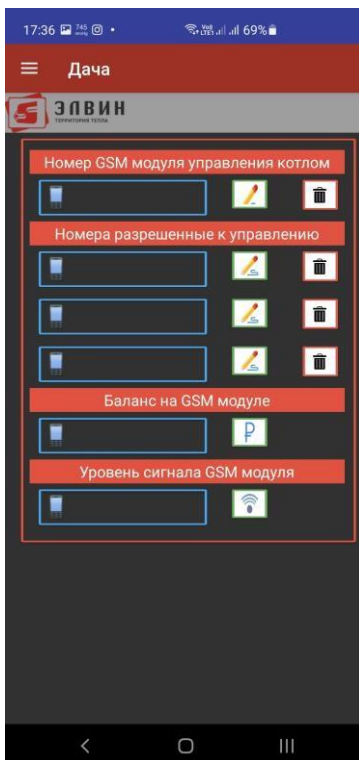 17:36 745 69%
Дача
ЭЛВИН
ТЕРРИТОРИЯ ТЕПЛА
Номер GSM модуля управления котлом
Номера разрешенные к управлению
Баланс на GSM модуле
₽
Уровень сигнала GSM модуля